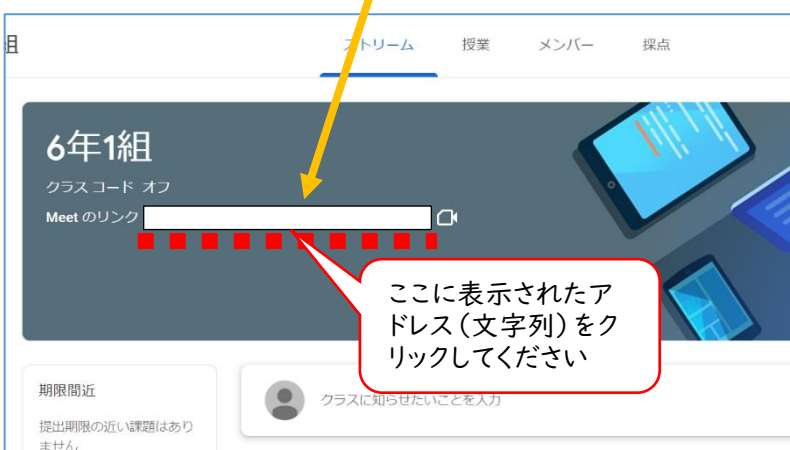 組
ストリーム 授業 メンバー 採点
6年1組
クラス コード オフ
Meet のリンク
ここに表示されたア
ドレス（文字列）をク
リックしてください
期限間近
提出期限の近い課題はあり
ません
クラスに知らせたいことを入力